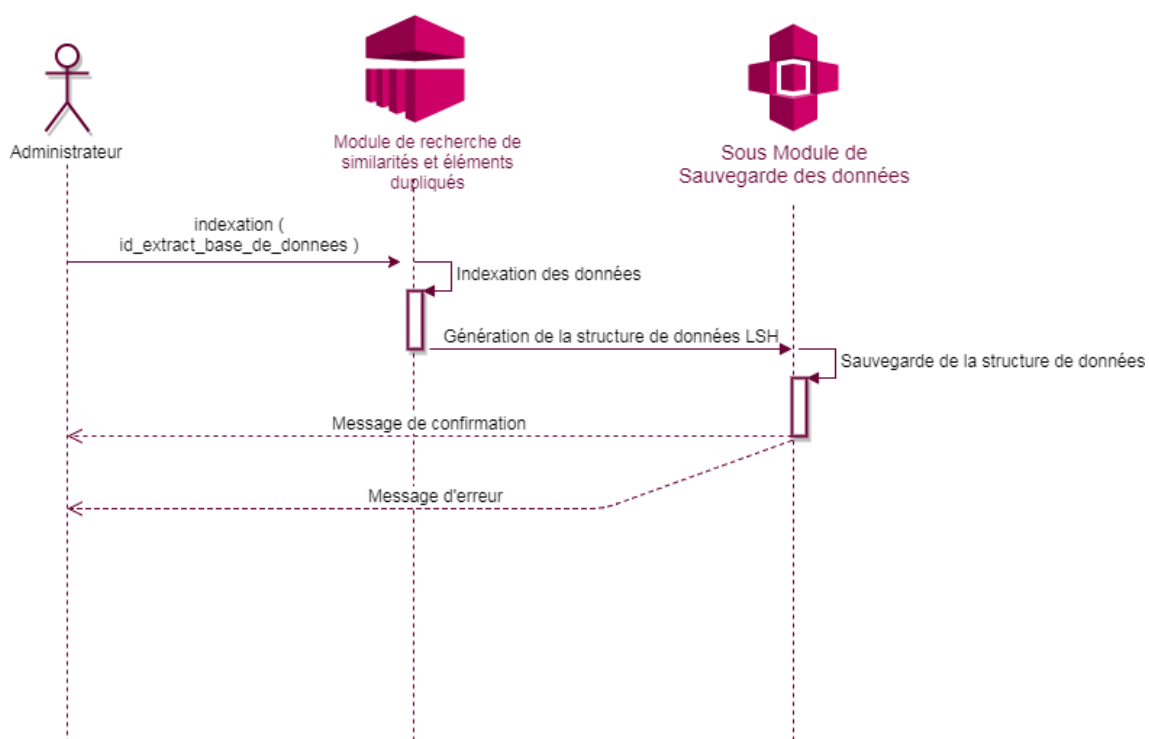 Administrateur
Module de recherche de
similarités et éléments
dupliqués
Sous Module de
Sauvegarde des données
indexation (
id_extract_base_de_donnees )
Indexation des données
Génération de la structure de données LSH
Sauvegarde de la structure de données
Message de confirmation
Message d'erreur